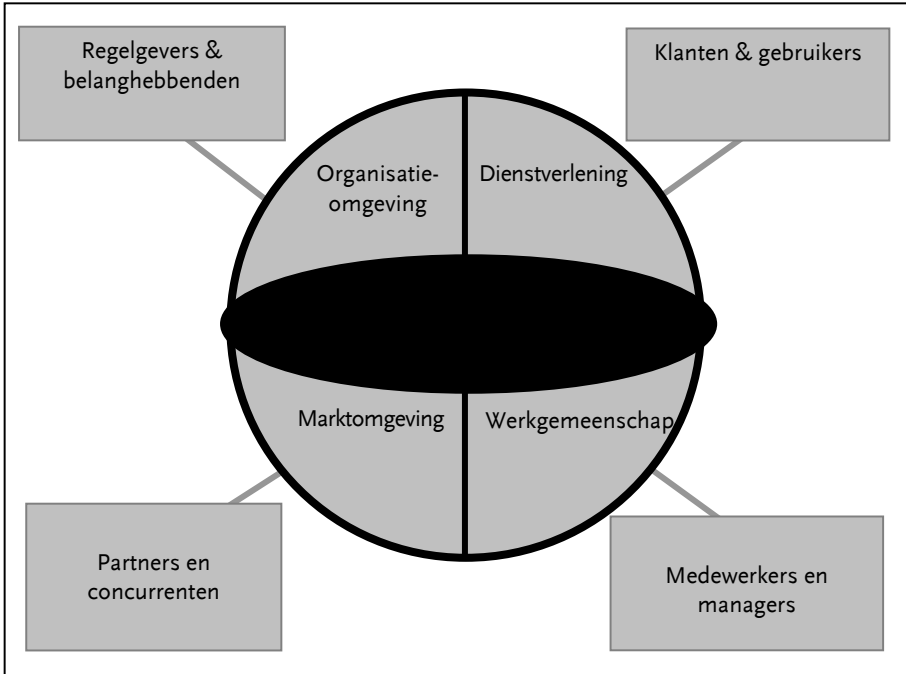 Regelgevers &
belanghebbenden
Klanten & gebruikers
Organisatie-
omgeving
Dienstverlening
Marktomgeving
Werkgemeenschap
Partners en
concurrenten
Medewerkers en
managers